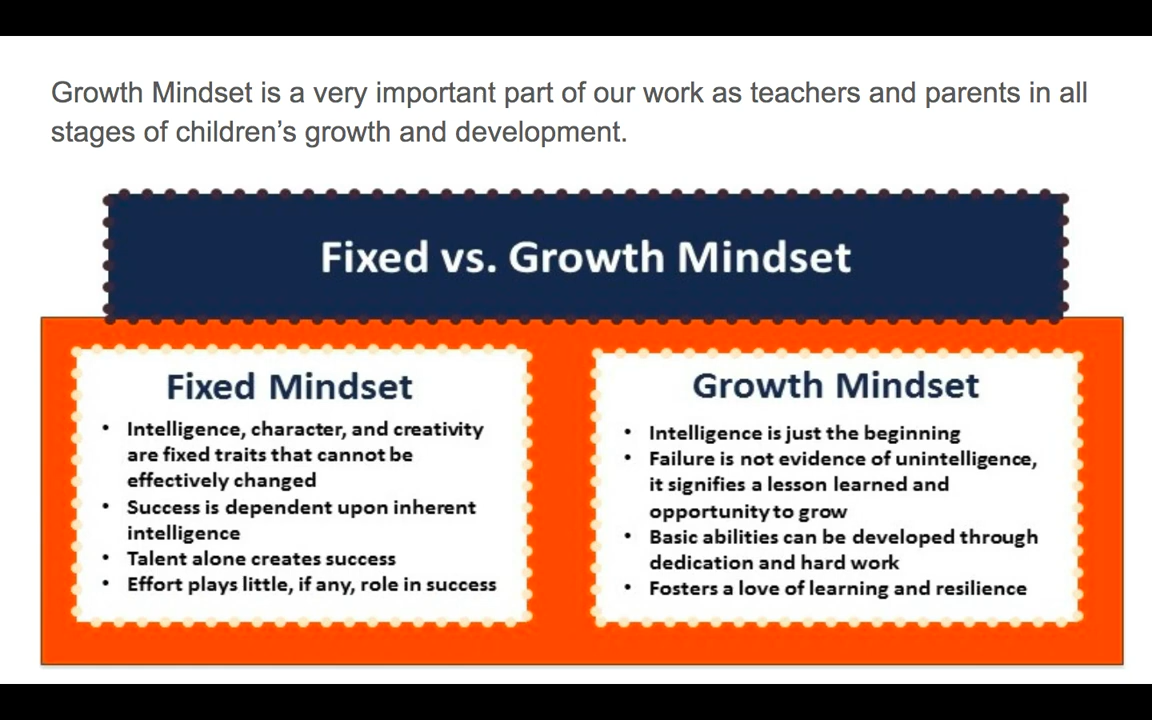 Growth Mindset is a very important part of our work as teachers and parents in all
stages of children’s growth and development.
Fixed vs. Growth Mindset
Fixed Mindset
• Intelligence, character, and creativity
are fixed traits that cannot be
effectively changed
• Success is dependent upon inherent
intelligence
• Talent alone creates success
• Effort plays little, if any, role in success
Growth Mindset
• Intelligence is just the beginning
• Failure is not evidence of unintelligence,
it signifies a lesson learned and
opportunity to grow
• Basic abilities can be developed through
dedication and hard work
• Fosters a love of learning and resilience